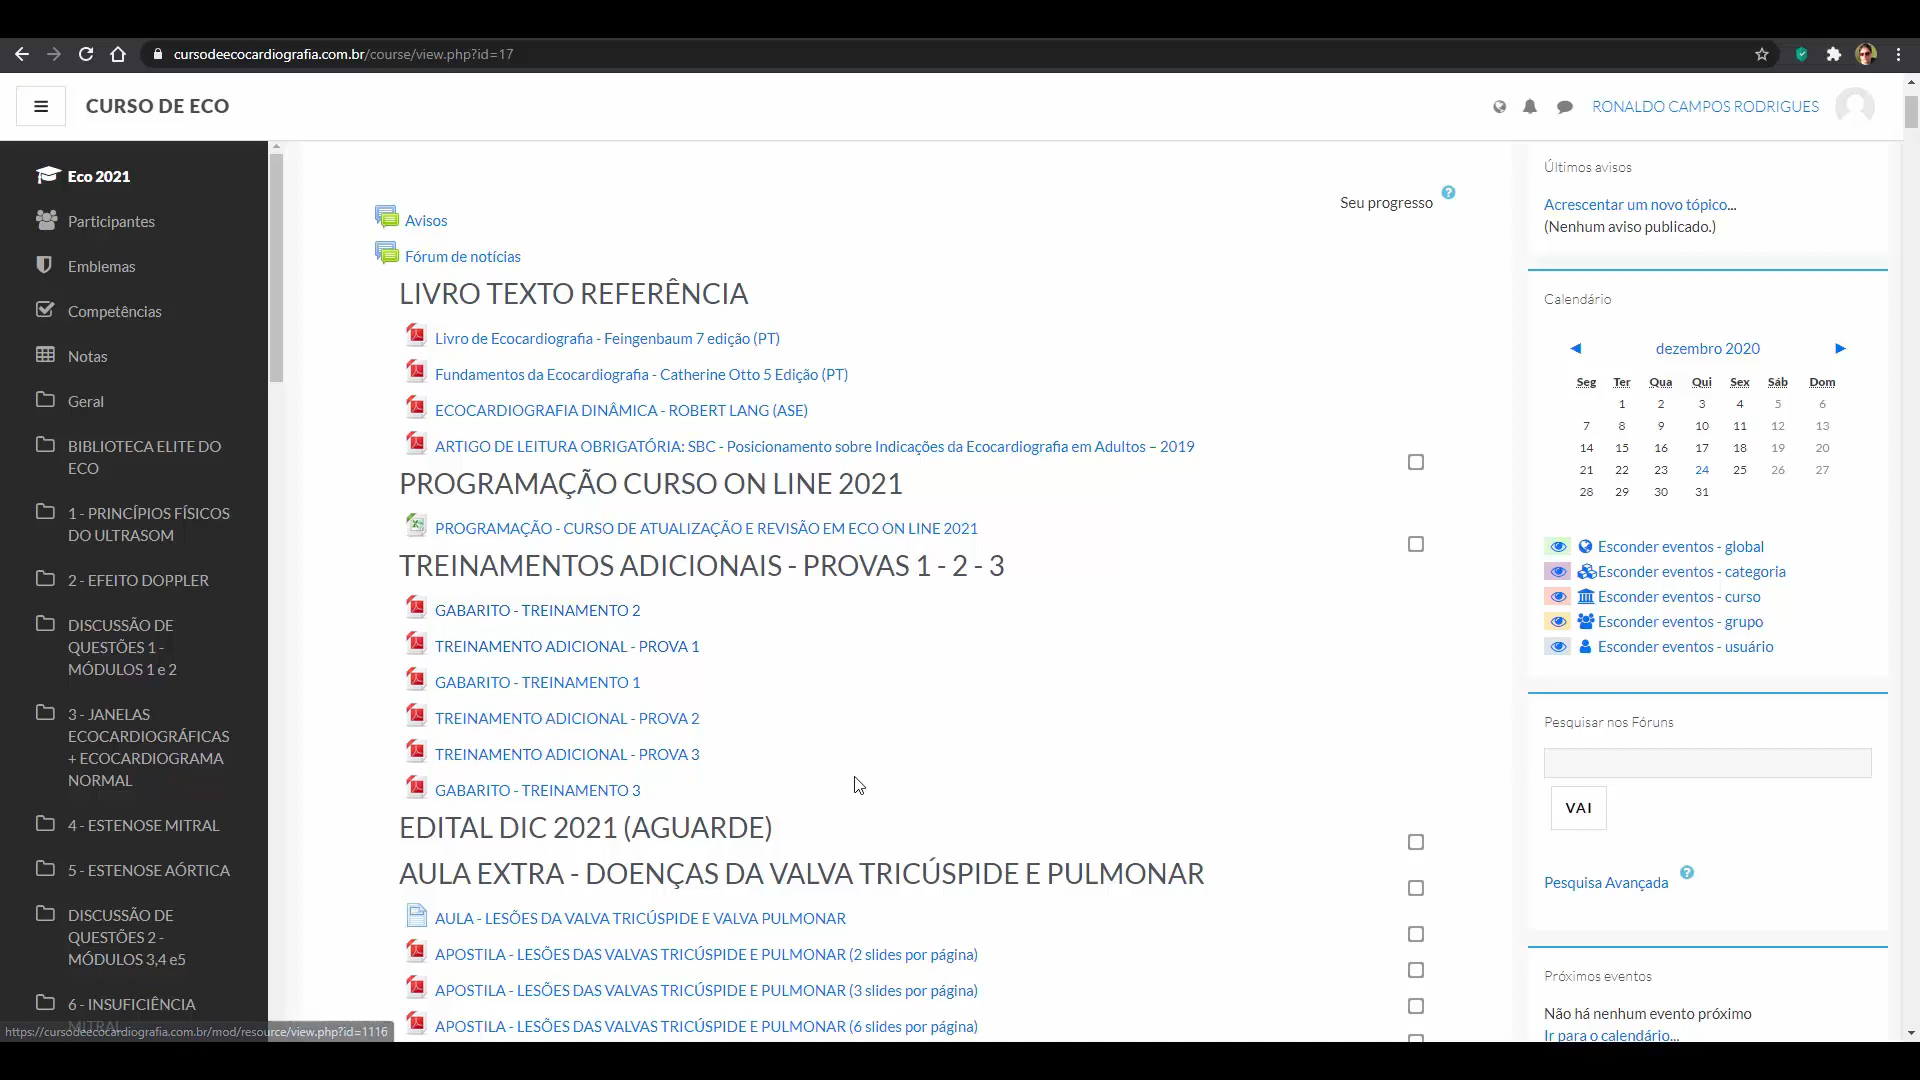 cursodeecocardiografia.com.br/course/view.php?id=17
CURSO DE ECO
RONALDO CAMPOS RODRIGUES
Eco 2021
Participantes
Emblemas
Competências
Notas
Geral
BIBLIOTECA ELITE DO
ECO
1 - PRINCÍPIOS FÍSICOS
DO ULTRASOM
2 - EFEITO DOPPLER
DISCUSSÃO DE
QUESTÕES 1 -
MÓDULOS 1 e 2
3 - JANELAS
ECOCARDIOGRÁFICAS
+ ECOCARDIOGRAMA
NORMAL
4 - ESTENOSE MITRAL
5 - ESTENOSE AÓRTICA
DISCUSSÃO DE
QUESTÕES 2 -
MÓDULOS 3,4 e5
6 - INSUFICIÊNCIA
MITRAL
https://cursodeecocardiografia.com.br/mod/resource/view.php?id=1116
Seu progresso
Avisos
Fórum de notícias
LIVRO TEXTO REFERÊNCIA
Livro de Ecocardiografia - Feingenbaum 7 edição (PT)
Fundamentos da Ecocardiografia - Catherine Otto 5 Edição (PT)
ECOCARDIOGRAFIA DINÂMICA - ROBERT LANG (ASE)
ARTIGO DE LEITURA OBRIGATÓRIA: SBC - Posicionamento sobre Indicações da Ecocardiografia em Adultos – 2019
PROGRAMAÇÃO CURSO ON LINE 2021
PROGRAMAÇÃO - CURSO DE ATUALIZAÇÃO E REVISÃO EM ECO ON LINE 2021
TREINAMENTOS ADICIONAIS - PROVAS 1 - 2 - 3
GABARITO - TREINAMENTO 2
TREINAMENTO ADICIONAL - PROVA 1
GABARITO - TREINAMENTO 1
TREINAMENTO ADICIONAL - PROVA 2
TREINAMENTO ADICIONAL - PROVA 3
GABARITO - TREINAMENTO 3
EDITAL DIC 2021 (AGUARDE)
AULA EXTRA - DOENÇAS DA VALVA TRICÚSPIDE E PULMONAR
AULA - LESÕES DA VALVA TRICÚSPIDE E VALVA PULMONAR
APOSTILA - LESÕES DAS VALVAS TRICÚSPIDE E PULMONAR (2 slides por página)
APOSTILA - LESÕES DAS VALVAS TRICÚSPIDE E PULMONAR (3 slides por página)
APOSTILA - LESÕES DAS VALVAS TRICÚSPIDE E PULMONAR (6 slides por página)
Últimos avisos
Acrescentar um novo tópico...
(Nenhum aviso publicado.)
Calendário
◀ dezembro 2020 ▶
Seg Ter Qua Qui Sex Sáb Dom
1 2 3 4 5 6
7 8 9 10 11 12 13
14 15 16 17 18 19 20
21 22 23 24 25 26 27
28 29 30 31
Esconder eventos - global
Esconder eventos - categoria
Esconder eventos - curso
Esconder eventos - grupo
Esconder eventos - usuário
Pesquisar nos Fóruns
VAI
Pesquisa Avançada
Próximos eventos
Não há nenhum evento próximo
Ir para o calendário...